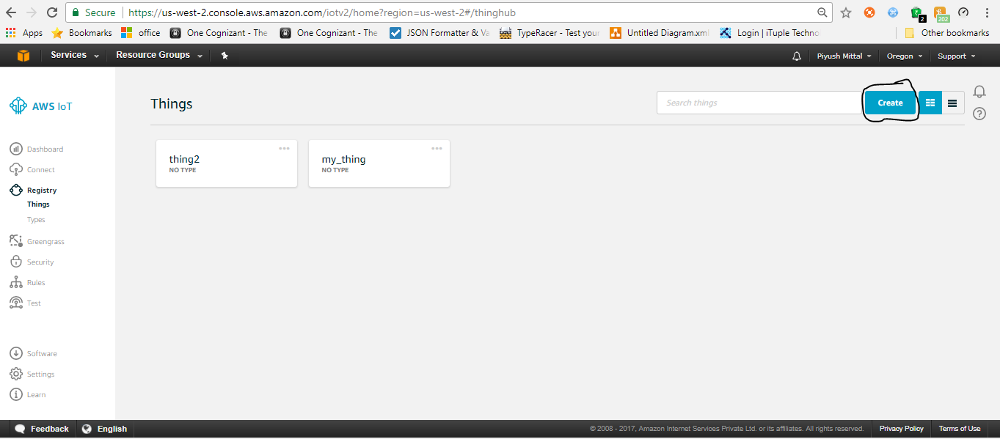 Secure https://us-west-2.console.aws.amazon.com/iotv2/home?region=us-west-2#/thinghub 2 202
Apps Bookmarks office One Cognizant - The One Cognizant - The JSON Formatter & Va TypeRacer - Test your Untitled Diagram.xml Login | iTuple Techno Other bookmarks
Services Resource Groups Piyush Mittal Oregon Support
AWS IoT
Things Search things Create
Dashboard
Connect
Registry
Things
Types
Greengrass
Security
Rules
Test
Software
Settings
Learn
thing2
NO TYPE
my_thing
NO TYPE
Feedback English © 2008 - 2017, Amazon Internet Services Private Ltd. or its affiliates. All rights reserved. Privacy Policy Terms of Use